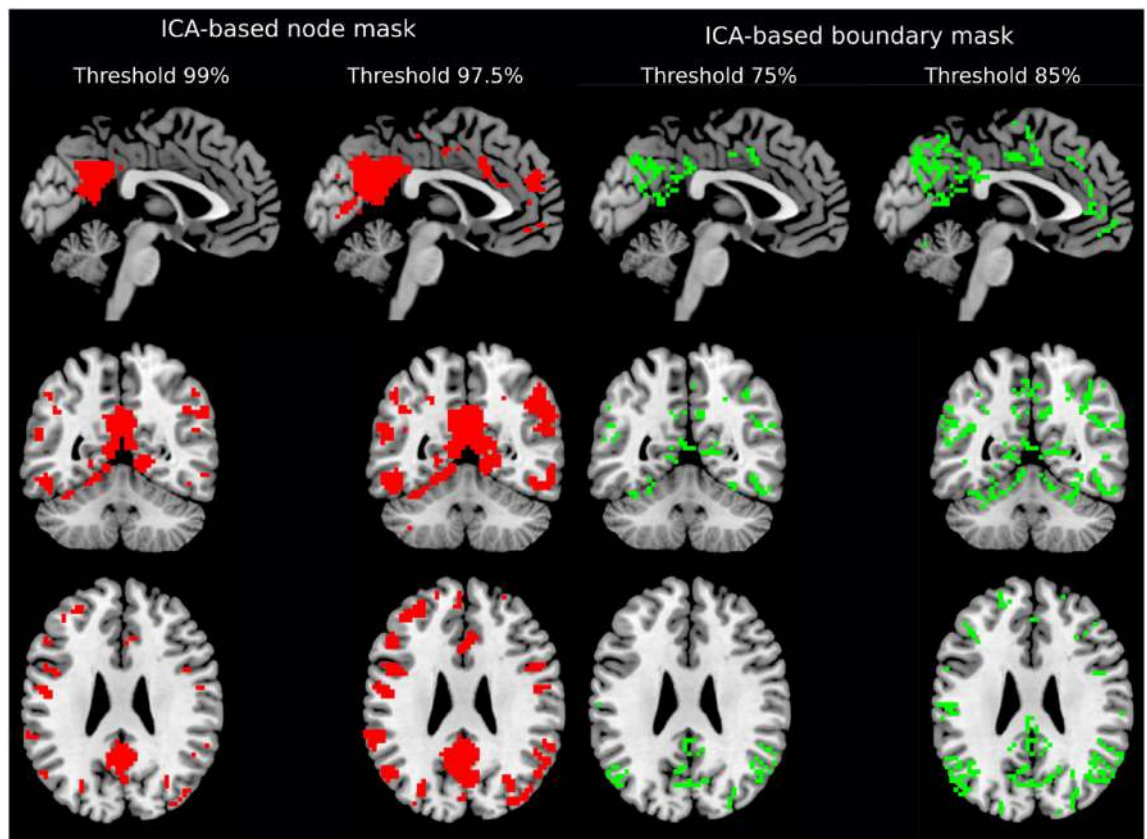 ICA-based node mask
ICA-based boundary mask
Threshold 99%
Threshold 97.5%
Threshold 75%
Threshold 85%